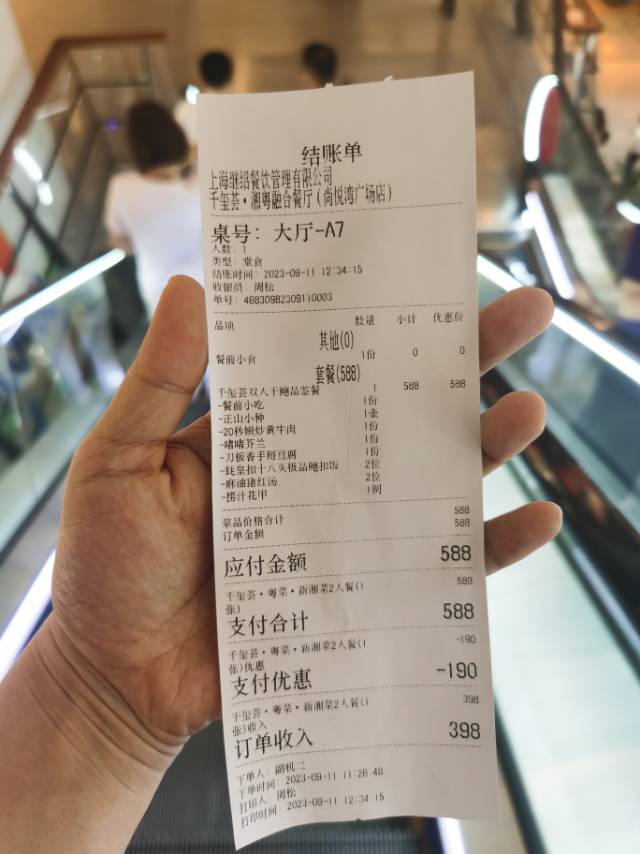 结账单
上海继绍餐饮管理有限公司
千玺荟·湘粤融合餐厅(尚悦湾广场店)
桌号: 大厅-A7
人数: 1
类型: 堂食
结账时间: 2023-09-11 12:34:15
收银员: 周松
单号: 46830982309110003
品项 数量 小计 优惠价
其他(0)
餐前小食 1份 0 0
套餐(588)
千玺荟双人干鲍品鉴餐 1 588 588
-餐前小吃 1份
-正山小种 1壶
-20秒嫩炒黄牛肉 1份
-啫啫芥兰 1份
-刀板香手掰豆腐 1份
-蚝皇扣十八头极品鲍扣饭 2位
-麻油猪红汤 2位
-捞汁花甲 1例
菜品价格合计 588
订单金额 588
应付金额 588
千玺荟·粤菜·新湘菜2人餐(1 588
张)
支付合计 588
千玺荟·粤菜·新湘菜2人餐(1 -190
张)优惠
支付优惠 -190
千玺荟·粤菜·新湘菜2人餐(1 398
张)收入
订单收入 398
下单人: 副机二
下单时间: 2023-09-11 11:26:48
打印人: 周松
打印时间: 2023-09-11 12:34:15